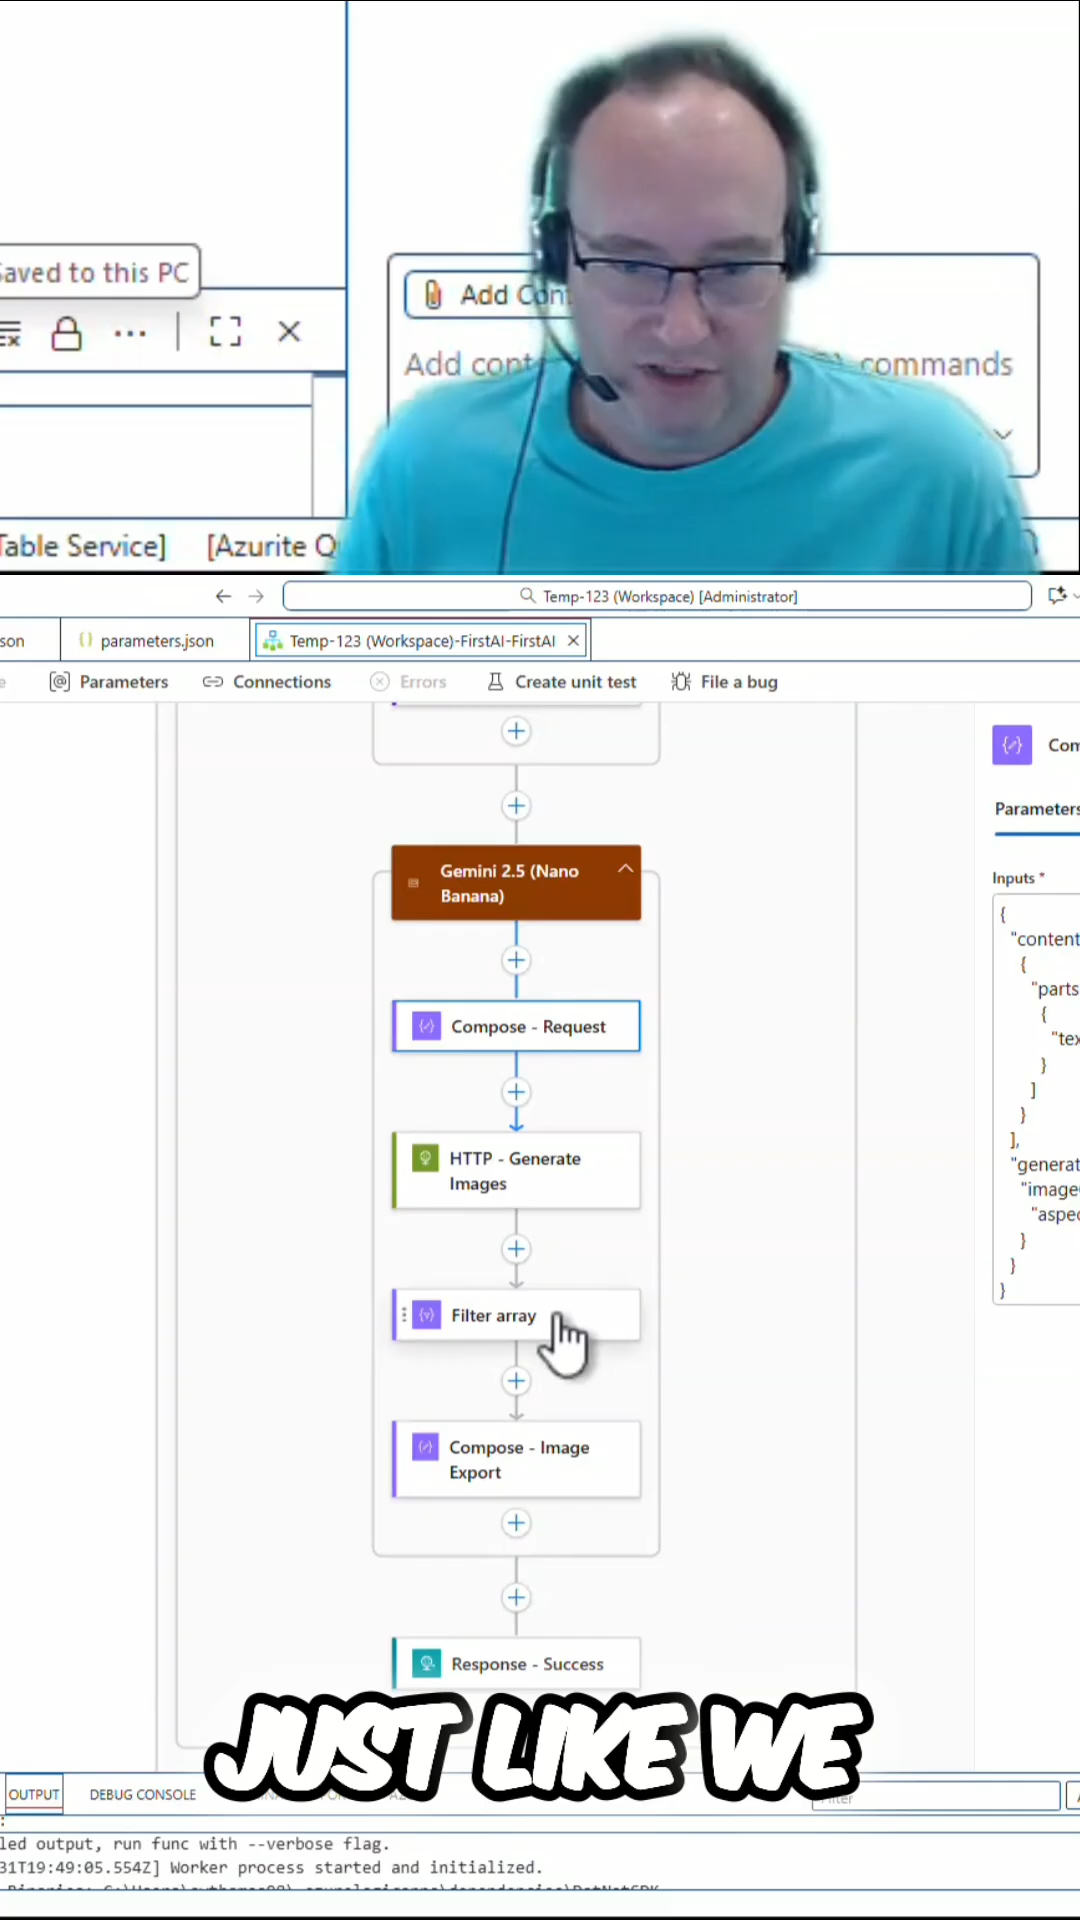 Saved to this PC
Add Cont
Add cont commands
Table Service] [Azurite Q
Temp-123 (Workspace) [Administrator]
son parameters.json Temp-123 (Workspace)-FirstAI-FirstAI
Parameters Connections Errors Create unit test File a bug
Com
Parameters
Gemini 2.5 (Nano
Banana)
Inputs *
{
"content
{
"parts
{
"tex
}
]
}
],
"generat
"image
"aspec
}
}
}
Compose - Request
HTTP - Generate
Images
Filter array
Compose - Image
Export
Response - Success
JUST LIKE WE
OUTPUT DEBUG CONSOLE
led output, run func with --verbose flag.
31T19:49:05.554Z] Worker process started and initialized.